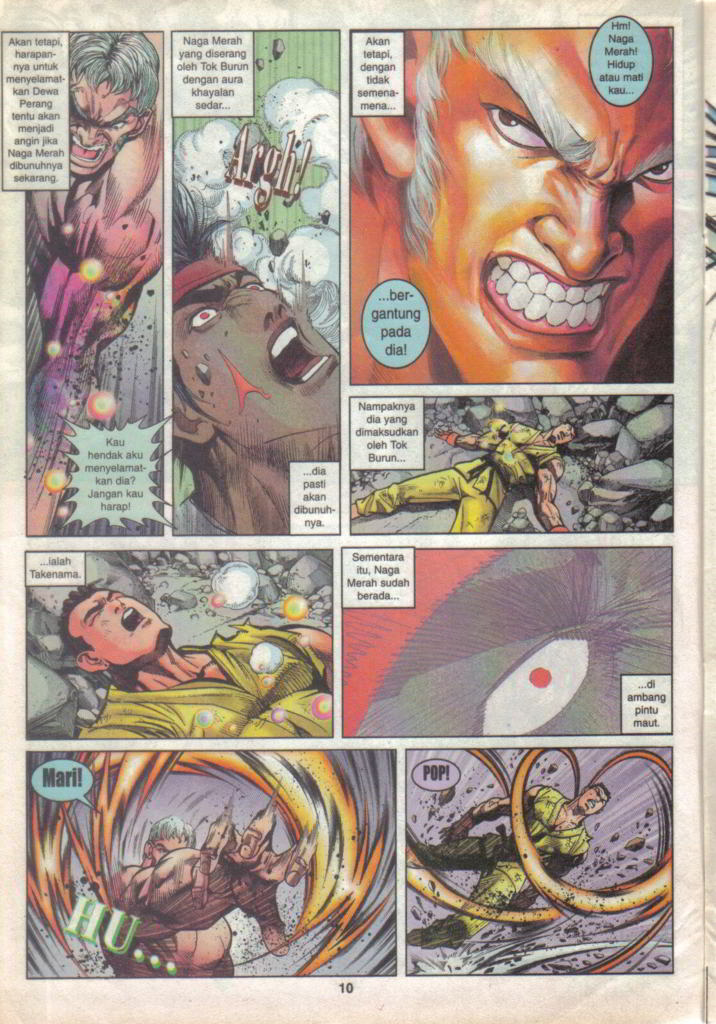 Akan tetapi,
harapan-
nya untuk
menyelamat-
kan Dewa
Perang
tentu akan
menjadi
angin jika
Naga Merah
dibunuhnya
sekarang.
Kau
hendak aku
menyelamat-
kan dia?
Jangan kau
harap!
Naga Merah
yang diserang
oleh Tok Burun
dengan aura
khayalan
sedar...
Argh!
...dia
pasti
akan
dibunuh-
nya.
Akan
tetapi,
dengan
tidak
semena-
mena...
Hm!
Naga
Merah!
Hidup
atau mati
kau...
...ber-
gantung
pada
dia!
Nampaknya
dia yang
dimaksudkan
oleh Tok
Burun...
...ialah
Takenama.
Sementara
itu, Naga
Merah sudah
berada...
...di
ambang
pintu
maut.
Mari!
HU...
POP!
10